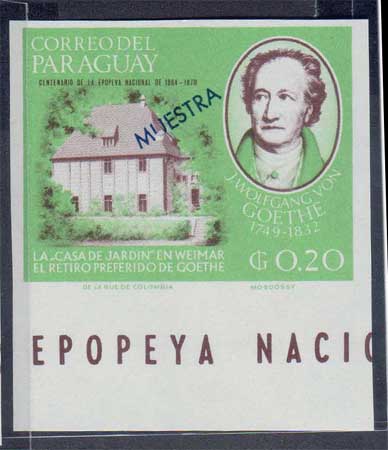 CORREO DEL
PARAGUAY
CENTENARIO DE LA EPOPEYA NACIONAL DE 1864-1870
MUESTRA
J. WOLFGANG VON
GOETHE
1749-1832
LA „CASA DE JARDIN" EN WEIMAR
EL RETIRO PREFERIDO DE GOETHE
₲ 0.20
DE LA RUE DE COLOMBIA
EPOPEYA NACIO